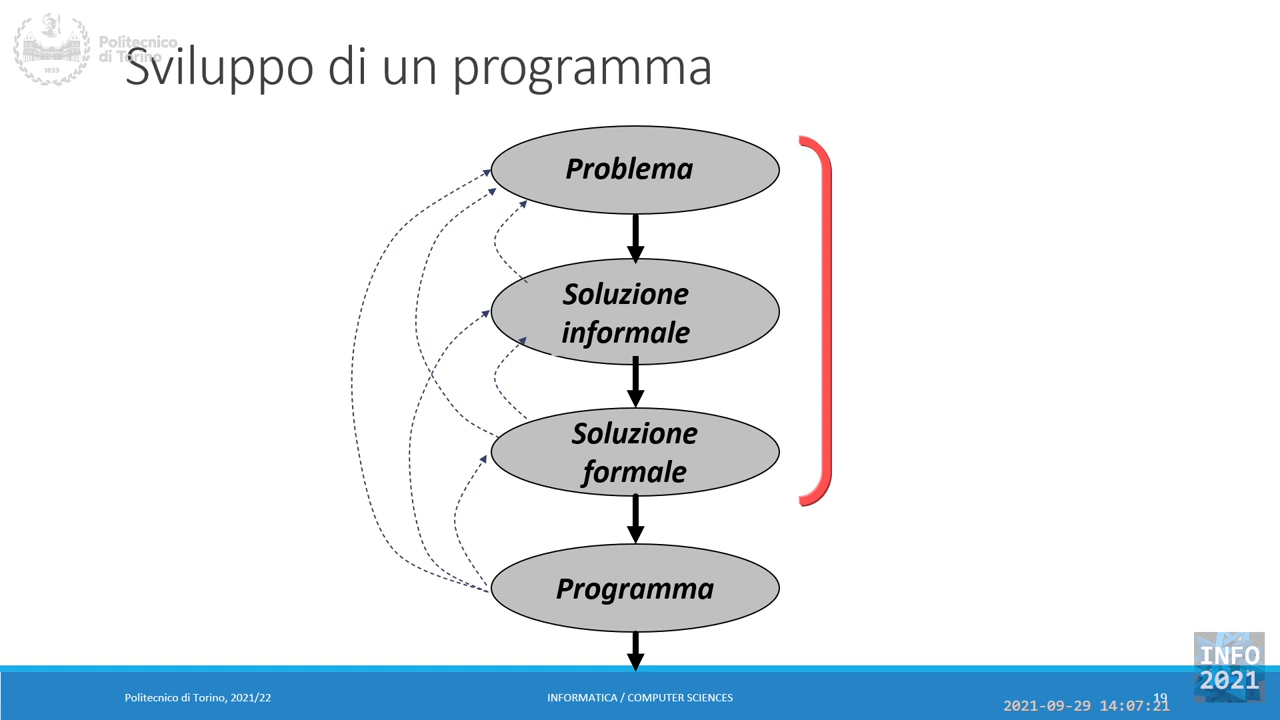 Politecnico
di Torino
1859
Sviluppo di un programma
Problema
Soluzione
informale
Soluzione
formale
Programma
Politecnico di Torino, 2021/22
INFORMATICA / COMPUTER SCIENCES
19
INFO
2021
2021-09-29 14:07:21